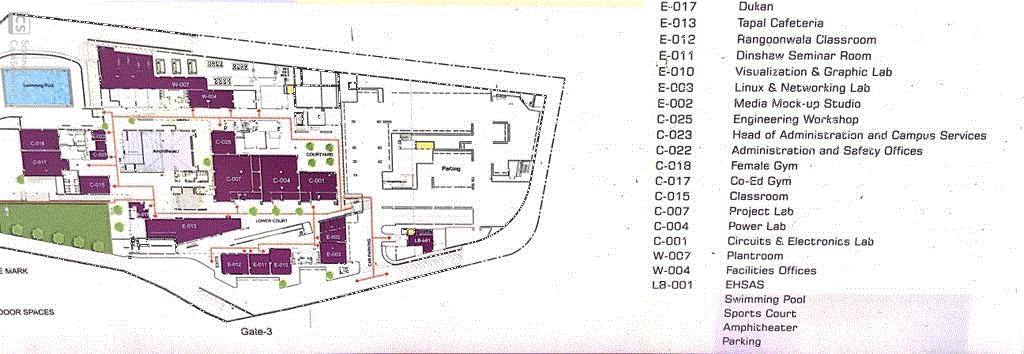 E-017 Dukan
E-013 Tapal Cafeteria
E-012 Rangoonwala Classroom
E-011 Dinshaw Seminar Room
E-010 Visualization & Graphic Lab
E-003 Linux & Networking Lab
E-002 Media Mock-up Studio
C-025 Engineering Workshop
C-023 Head of Administration and Campus Services
C-022 Administration and Safety Offices
C-018 Female Gym
C-017 Co-Ed Gym
C-015 Classroom
C-007 Project Lab
C-004 Power Lab
C-001 Circuits & Electronics Lab
W-007 Plantroom
W-004 Facilities Offices
LB-001 EHSAS
Swimming Pool
Sports Court
Amphitheater
Parking
CS
Swimming Pool
W-007
W-004
C-018
C-017
C-015
C-025
Amphitheater
COURTYARD
C-007
C-004
C-001
Parking
E-013
LOWER COURT
E-002
E-003
LB-001
CAR PARKING
E-012
E-011
E-010
E MARK
DOOR SPACES
Gate-3